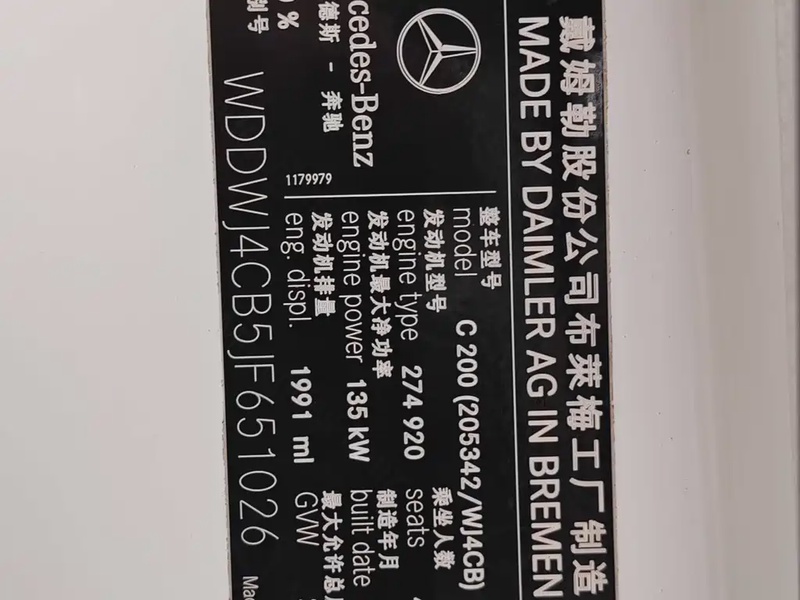 戴姆勒股份公司布莱梅工厂制造
MADE BY DAIMLER AG IN BREMEN
cedes-Benz
德斯 - 奔驰
1179979
整车型号
model C 200 (205342/WJ4CB)
发动机型号 乘坐人数
engine type 274 920 seats
发动机最大净功率 制造年月
engine power 135 kW built date
发动机排量 最大允许总
eng. displ. 1991 ml GVW
%
号
WDDWJ4CB5JF651026
Mad